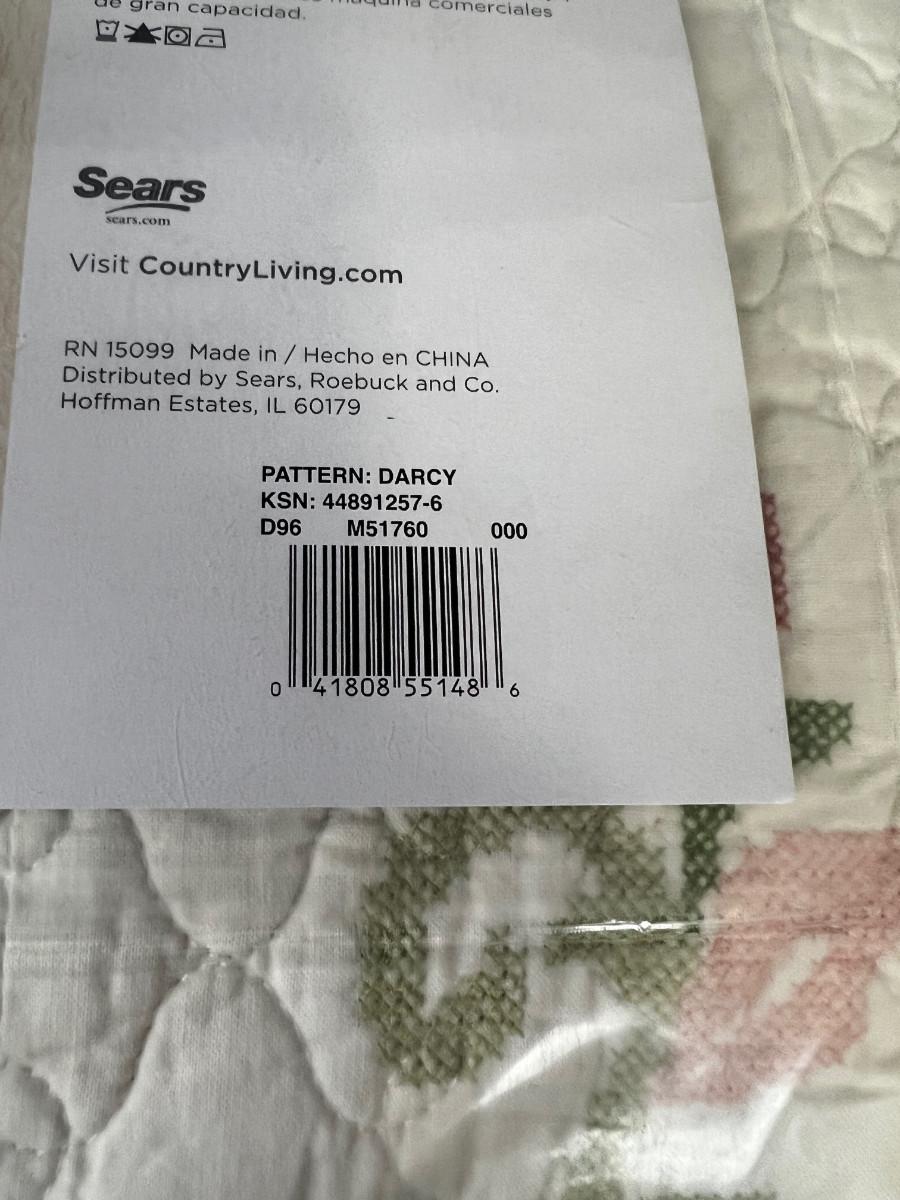 de gran capacidad. máquina comerciales
Sears
sears.com
Visit CountryLiving.com
RN 15099 Made in / Hecho en CHINA
Distributed by Sears, Roebuck and Co.
Hoffman Estates, IL 60179
PATTERN: DARCY
KSN: 44891257-6
D96 M51760 000
0 41808 55148 6